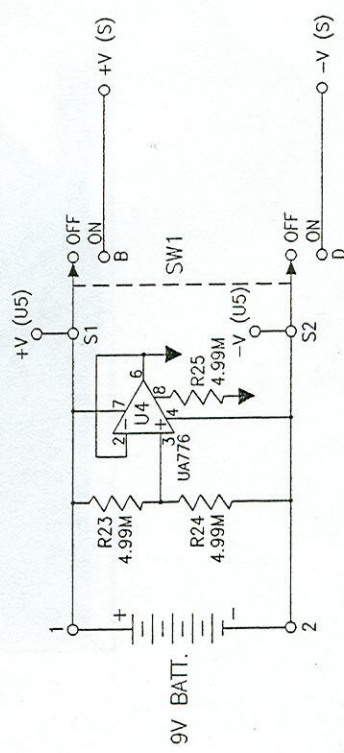 9V BATT.
1
+
−
2
R23
4.99M
R24
4.99M
2
−
7
U4
6
+
3
8
4
UA776
R25
4.99M
+V (U5)
S1
−V (U5)
S2
SW1
OFF
ON
B
+V (S)
OFF
ON
D
−V (S)